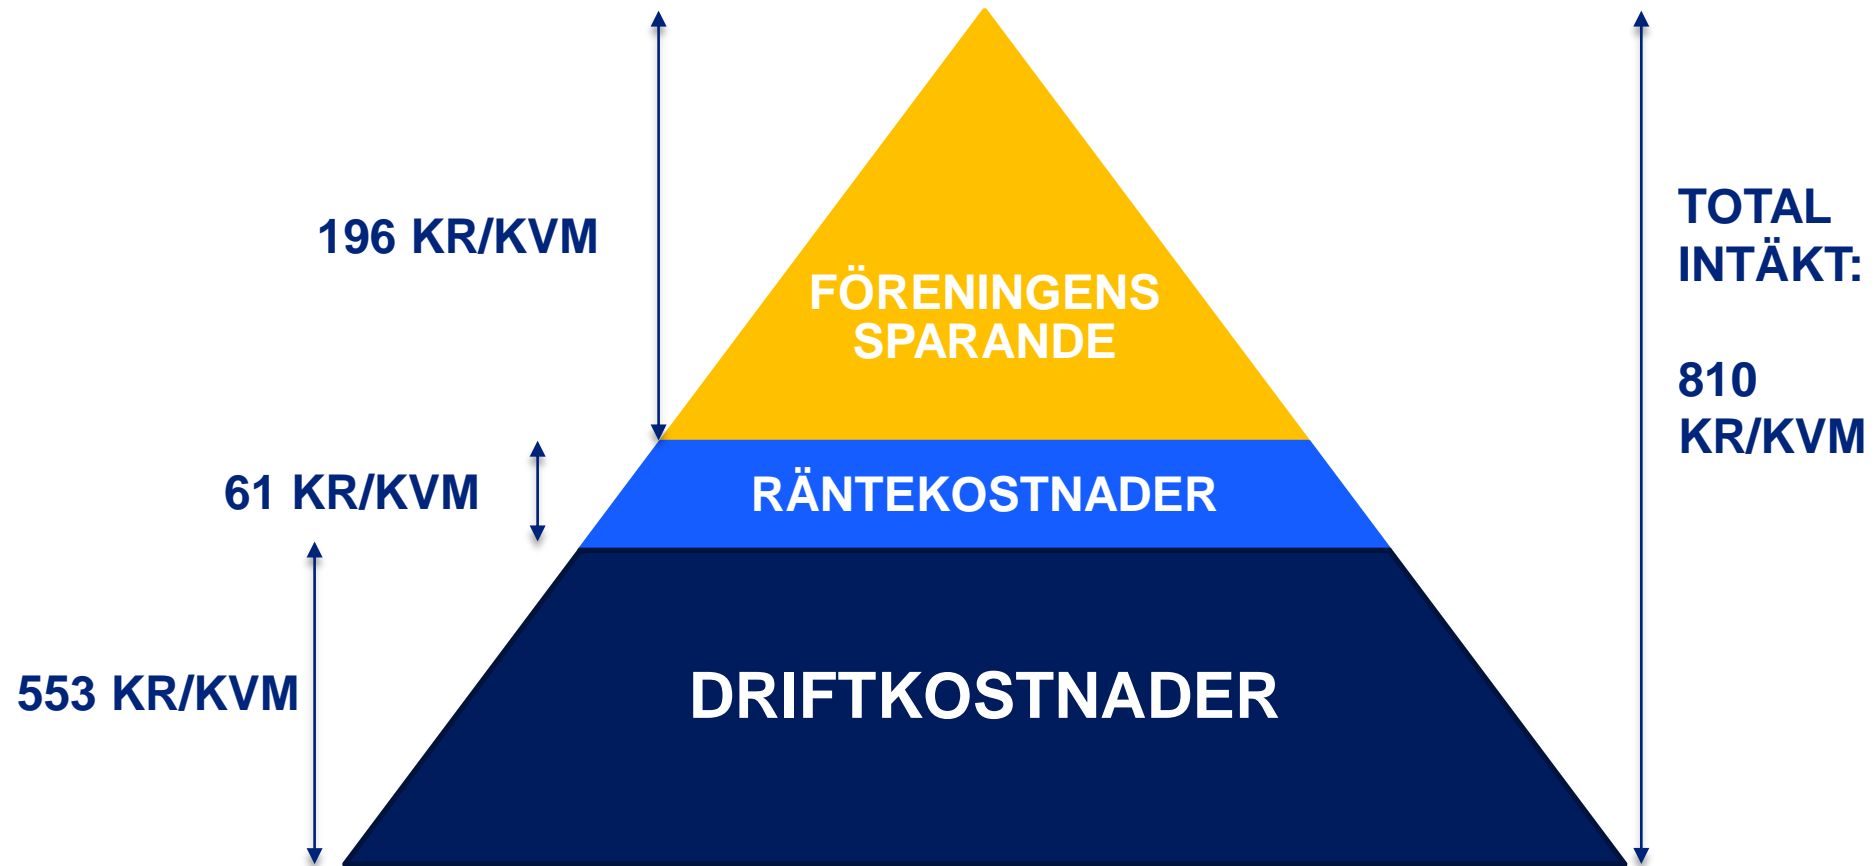 196 KR/KVM
FÖRENINGENS
SPARANDE
TOTAL
INTÄKT:
810
KR/KVM
61 KR/KVM
RÄNTEKOSTNADER
553 KR/KVM
DRIFTKOSTNADER